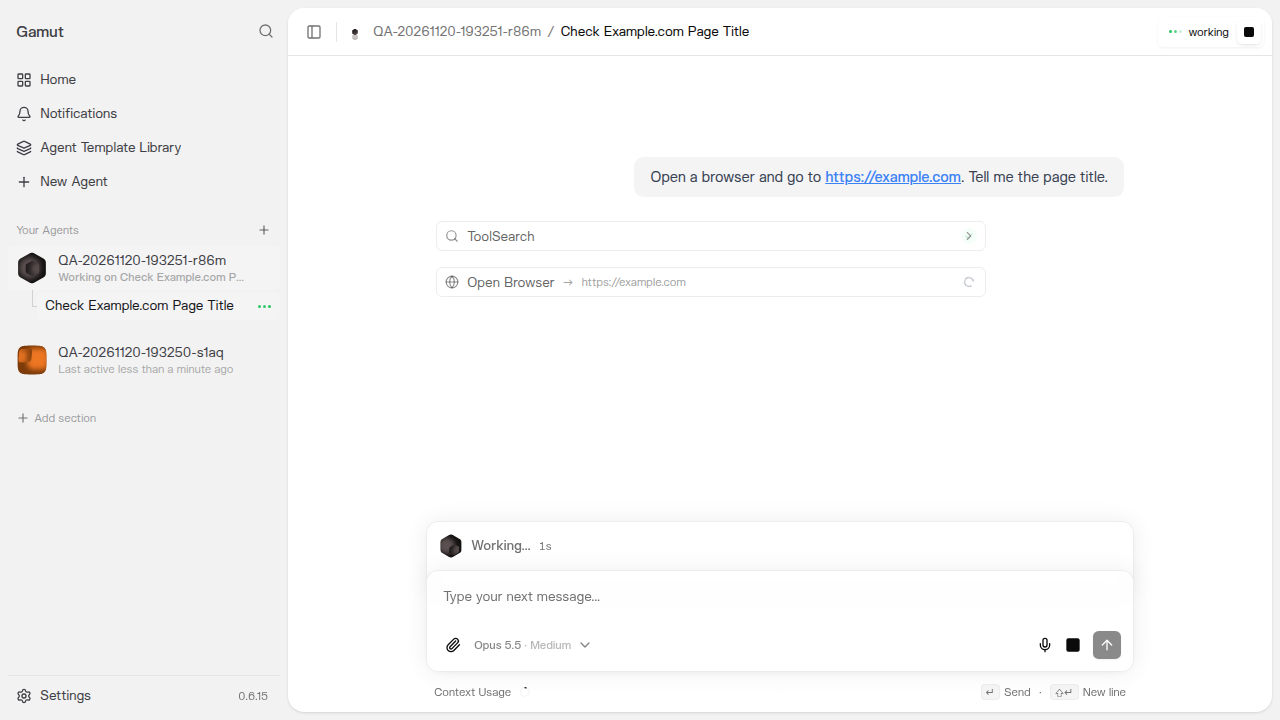 Gamut
Home
Notifications
Agent Template Library
New Agent
Your Agents
QA-20261120-193251-r86m
Working on Check Example.com P...
Check Example.com Page Title
QA-20261120-193250-s1aq
Last active less than a minute ago
Add section
Settings
0.6.15
QA-20261120-193251-r86m / Check Example.com Page Title
working
Open a browser and go to https://example.com. Tell me the page title.
ToolSearch
Open Browser → https://example.com
Working... 1s
Type your next message...
Opus 5.5 · Medium
Context Usage
↵ Send · ⇧↵ New line